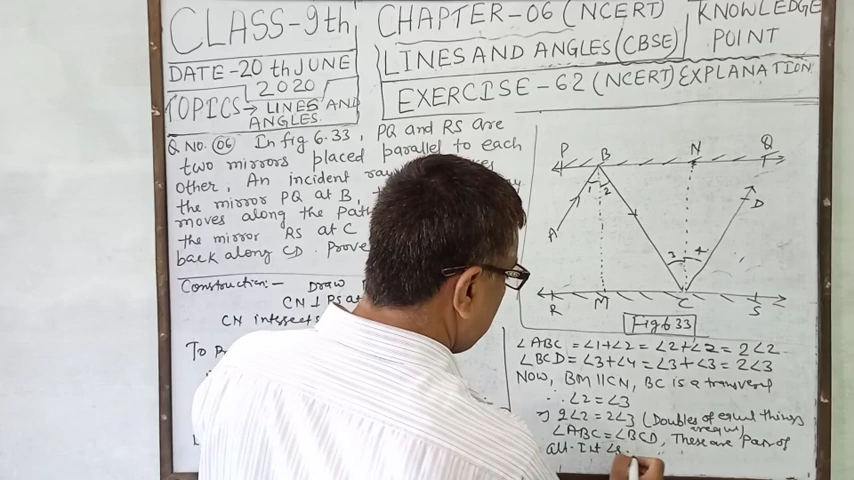 CLASS-9th
DATE-20 th JUNE
2020
TOPICS → LINES AND
ANGLES.
CHAPTER-06 (NCERT)
LINES AND ANGLES (CBSE)
KNOWLEDGE
POINT
EXERCISE-62 (NCERT) EXPLANATION
Q NO. 06 In fig 6.33, PQ and RS are
two mirrors placed parallel to each
other, An incident
the mirror PQ at B,
moves along the Path
the mirror RS at C
back along CD. Prove
Construction:- Draw
CN ⊥ RS at
CN intssects
To
P B N Q
1 2
A D
3 4
R M C S
Fig 6.33
∠ABC = ∠1+∠2 = ∠2+∠2 = 2∠2
∠BCD = ∠3+∠4 = ∠3+∠3 = 2∠3
Now, BM||CN, BC is a transversl
∴ ∠2 = ∠3
⇒ 2∠2 = 2∠3 (Doubles of equal things
are equal)
∠ABC = ∠BCD, These are Pair of
alt. Int ∠s.